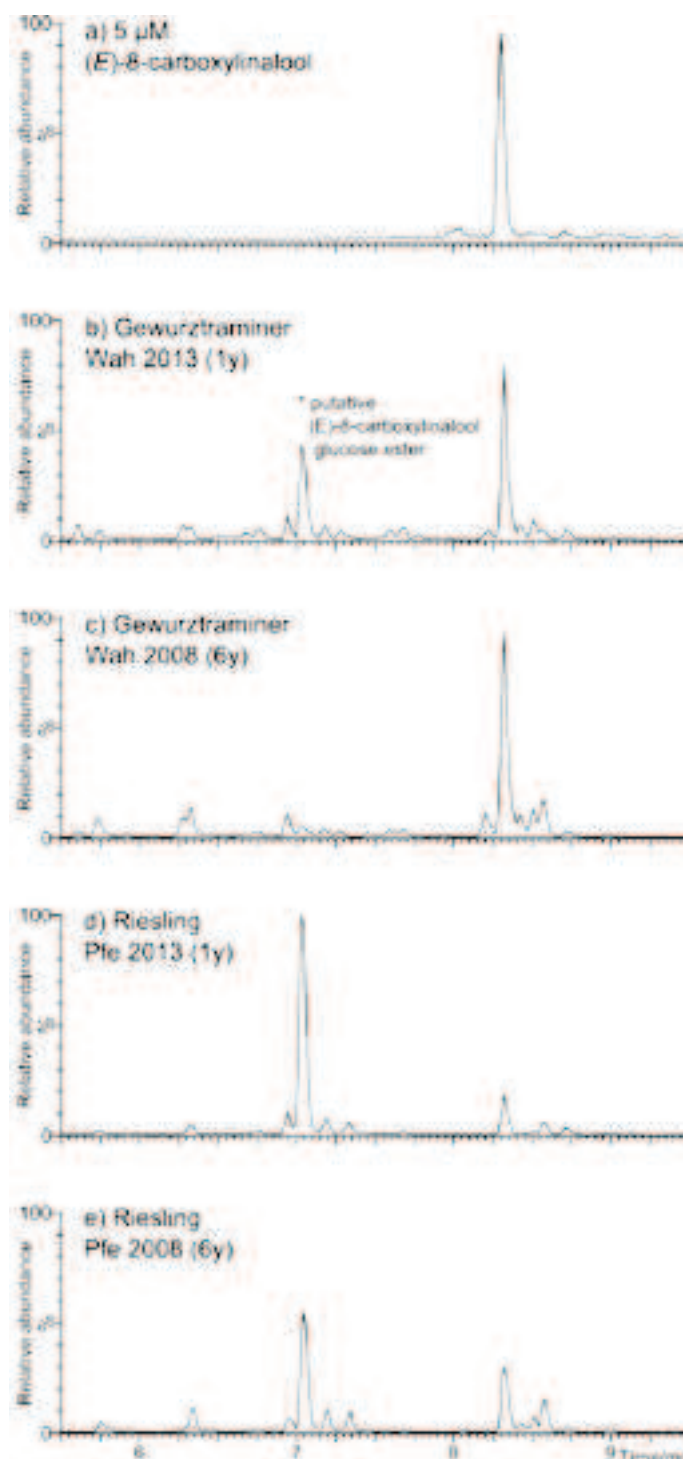 100
a) 5 µM
(E)-8-carboxylinalool
Relative abundance
0
100
b) Gewurztraminer
Wah 2013 (1y)
* putative
(E)-8-carboxylinalool
glucose ester
Relative abundance
0
100
c) Gewurztraminer
Wah 2008 (6y)
Relative abundance
0
100
d) Riesling
Pfe 2013 (1y)
Relative abundance
0
100
e) Riesling
Pfe 2008 (6y)
Relative abundance
0
6 7 8 9